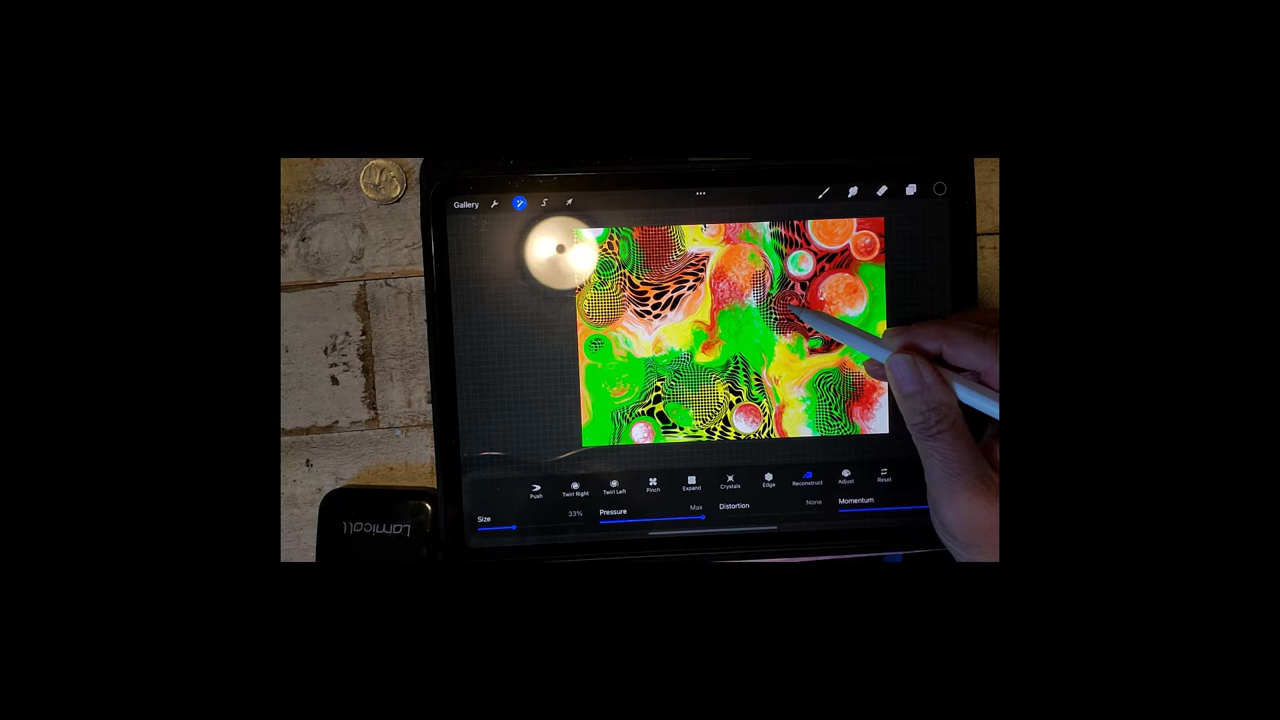 Gallery
Push
Twirl Right
Twirl Left
Pinch
Expand
Crystals
Edge
Reconstruct
Adjust
Reset
Size 33%
Pressure Max
Distortion None
Momentum
Lamicall